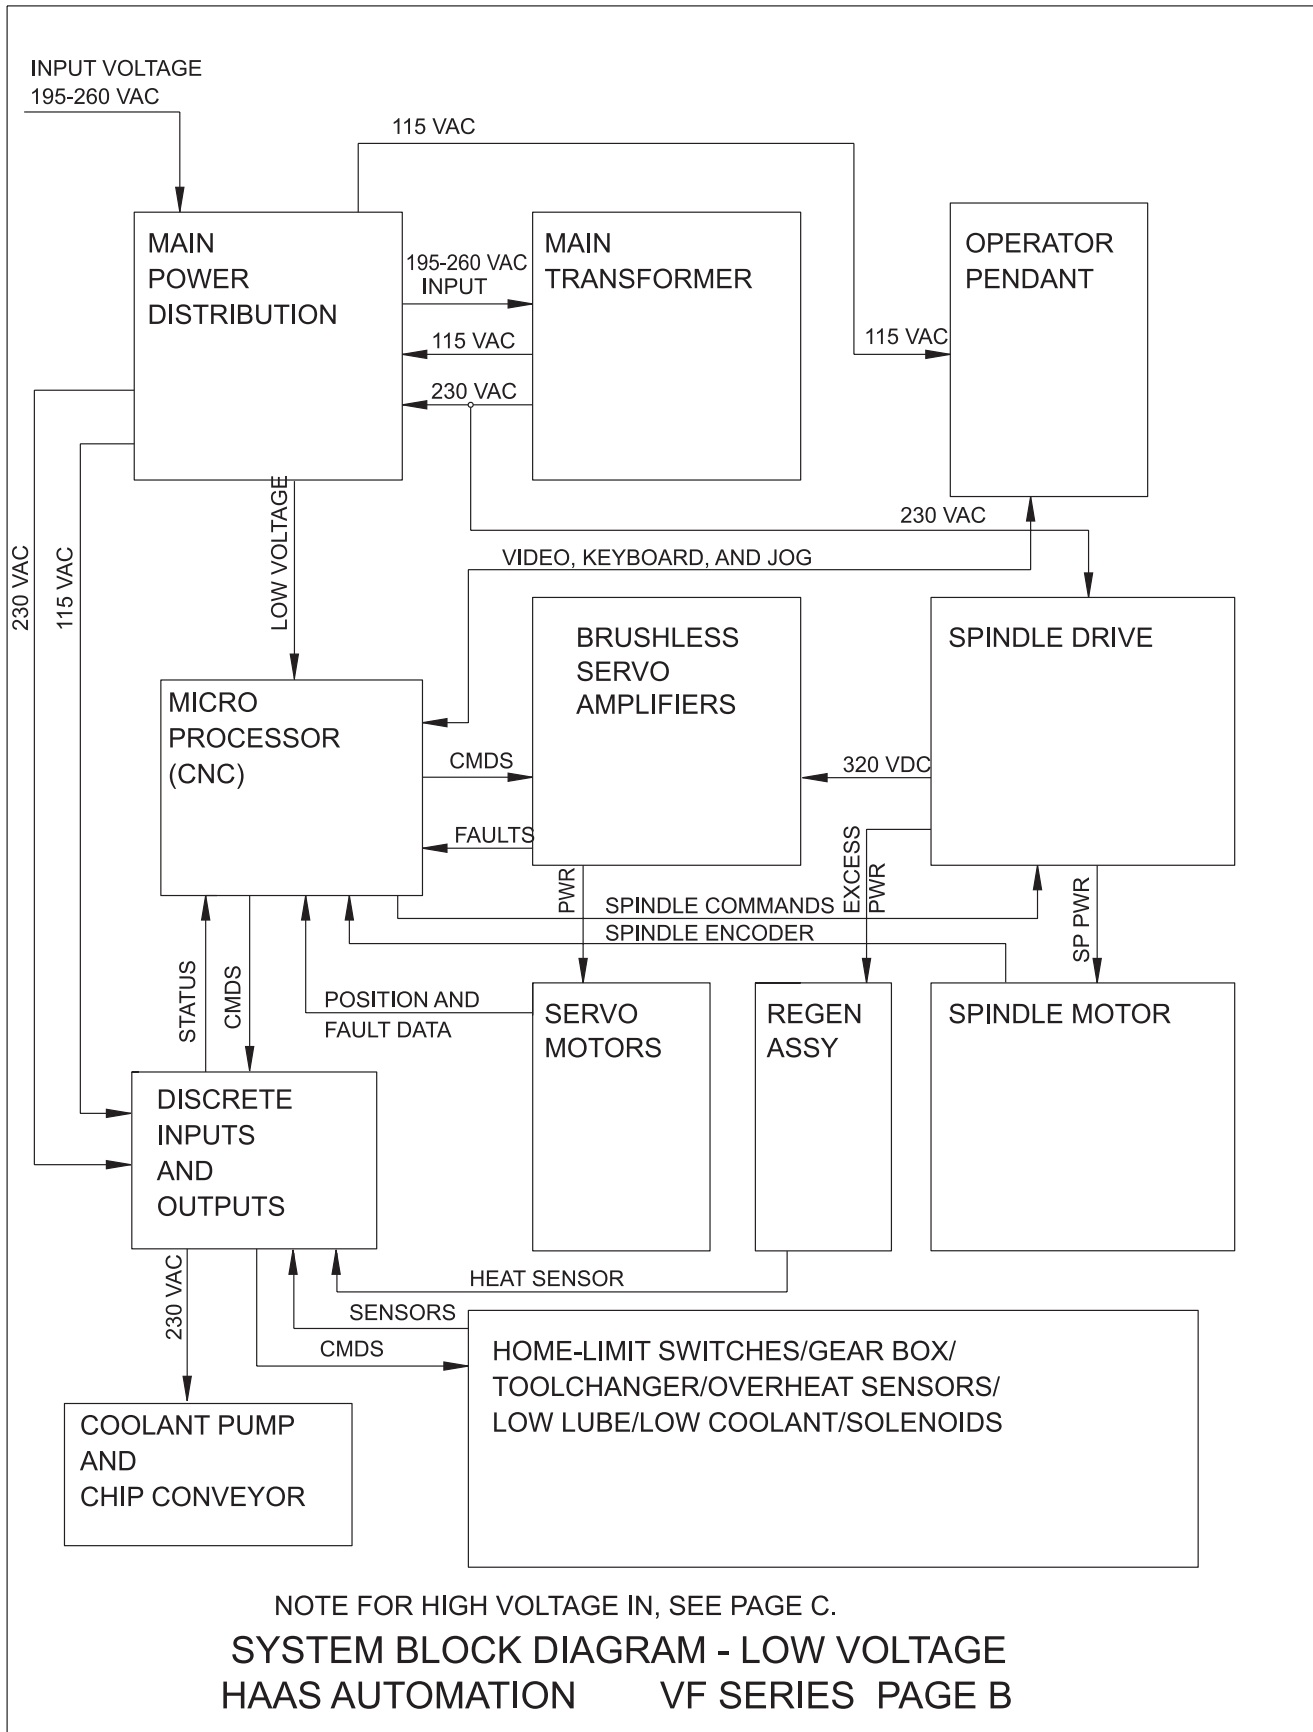 INPUT VOLTAGE
195-260 VAC
115 VAC
MAIN
POWER
DISTRIBUTION
195-260 VAC
INPUT
115 VAC
230 VAC
MAIN
TRANSFORMER
OPERATOR
PENDANT
115 VAC
230 VAC
115 VAC
LOW VOLTAGE
230 VAC
VIDEO, KEYBOARD, AND JOG
BRUSHLESS
SERVO
AMPLIFIERS
SPINDLE DRIVE
MICRO
PROCESSOR
(CNC)
CMDS
320 VDC
FAULTS
PWR
EXCESS
PWR
SP PWR
SPINDLE COMMANDS
SPINDLE ENCODER
STATUS
CMDS
POSITION AND
FAULT DATA
SERVO
MOTORS
REGEN
ASSY
SPINDLE MOTOR
DISCRETE
INPUTS
AND
OUTPUTS
230 VAC
HEAT SENSOR
SENSORS
CMDS
HOME-LIMIT SWITCHES/GEAR BOX/
TOOLCHANGER/OVERHEAT SENSORS/
LOW LUBE/LOW COOLANT/SOLENOIDS
COOLANT PUMP
AND
CHIP CONVEYOR
NOTE FOR HIGH VOLTAGE IN, SEE PAGE C.
SYSTEM BLOCK DIAGRAM - LOW VOLTAGE
HAAS AUTOMATION VF SERIES PAGE B